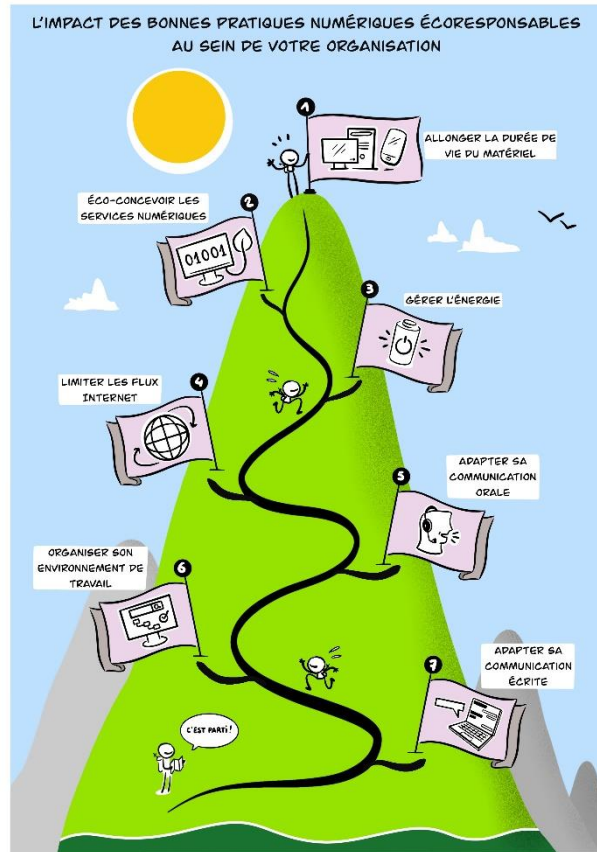 L'IMPACT DES BONNES PRATIQUES NUMÉRIQUES ÉCORESPONSABLES
AU SEIN DE VOTRE ORGANISATION
1
ALLONGER LA DURÉE DE
VIE DU MATÉRIEL
2
ÉCO-CONCEVOIR LES
SERVICES NUMÉRIQUES
01001
3
GÉRER L'ÉNERGIE
4
LIMITER LES FLUX
INTERNET
5
ADAPTER SA
COMMUNICATION
ORALE
6
ORGANISER SON
ENVIRONNEMENT DE
TRAVAIL
7
ADAPTER SA
COMMUNICATION
ÉCRITE
C'EST PARTI !